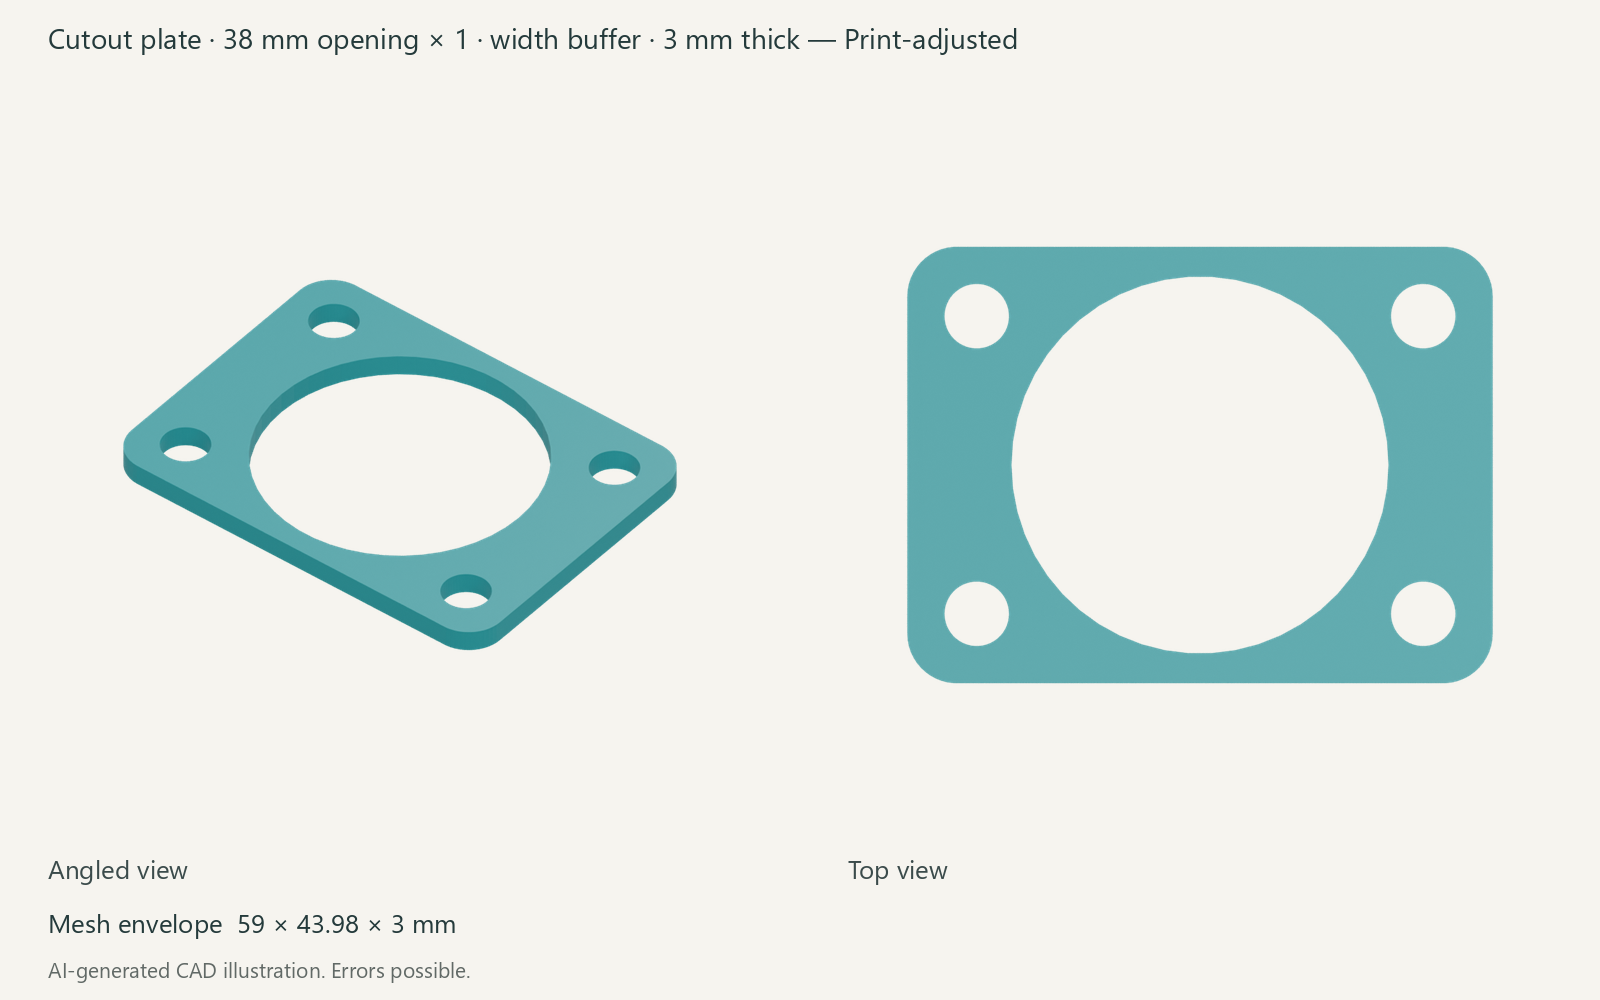 Cutout plate · 38 mm opening × 1 · width buffer · 3 mm thick — Print-adjusted
Angled view
Top view
Mesh envelope  59 × 43.98 × 3 mm
AI-generated CAD illustration. Errors possible.